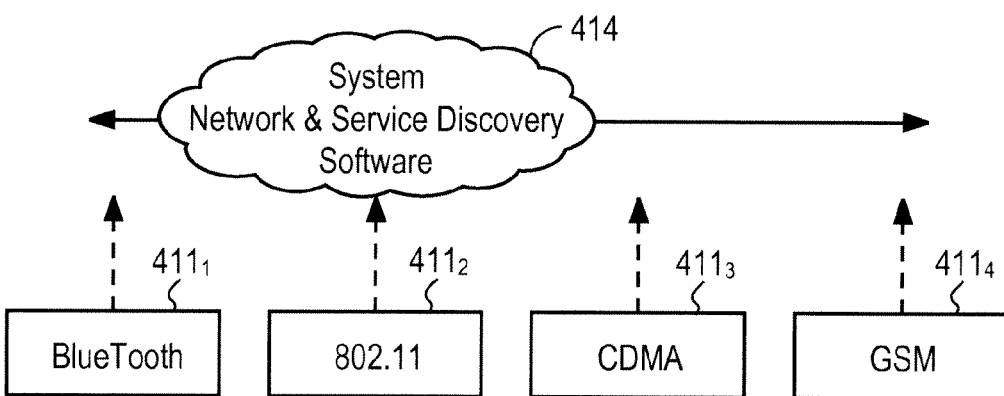 414
System
Network & Service Discovery
Software
411₁ 411₂ 411₃ 411₄
BlueTooth 802.11 CDMA GSM